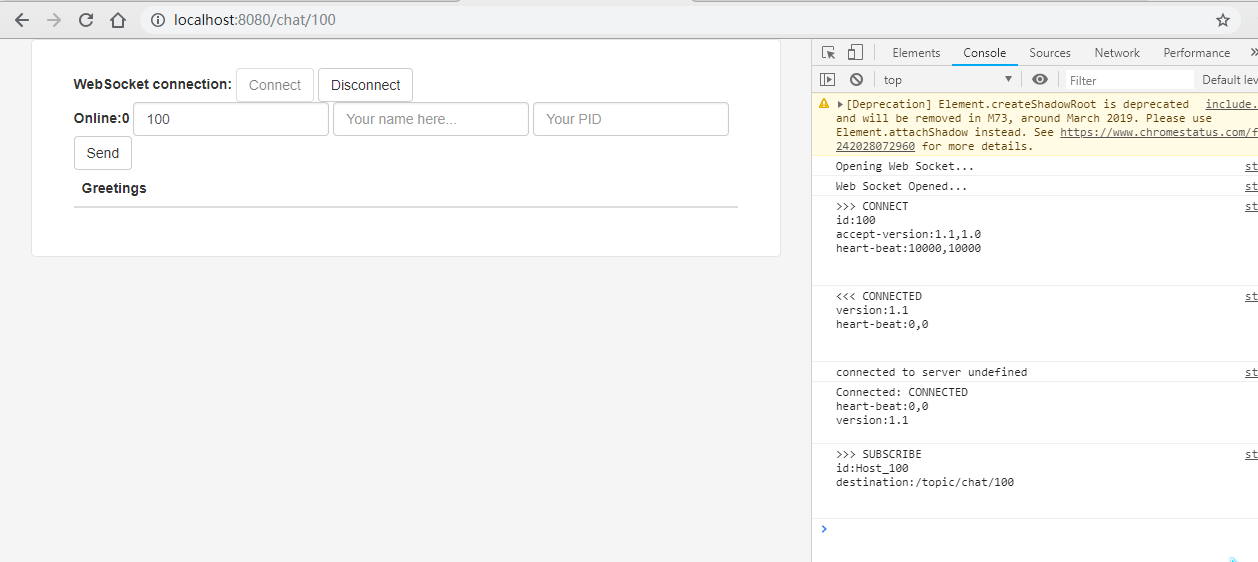 localhost:8080/chat/100
WebSocket connection: Connect Disconnect
Online:0 100 Your name here... Your PID
Send
Greetings
Elements Console Sources Network Performance »
top Filter Default lev
[Deprecation] Element.createShadowRoot is deprecated include.
and will be removed in M73, around March 2019. Please use
Element.attachShadow instead. See https://www.chromestatus.com/f
242028072960 for more details.
Opening Web Socket... st
Web Socket Opened... st
>>> CONNECT st
id:100
accept-version:1.1,1.0
heart-beat:10000,10000
<<< CONNECTED st
version:1.1
heart-beat:0,0
connected to server undefined st
Connected: CONNECTED
heart-beat:0,0
version:1.1
>>> SUBSCRIBE st
id:Host_100
destination:/topic/chat/100